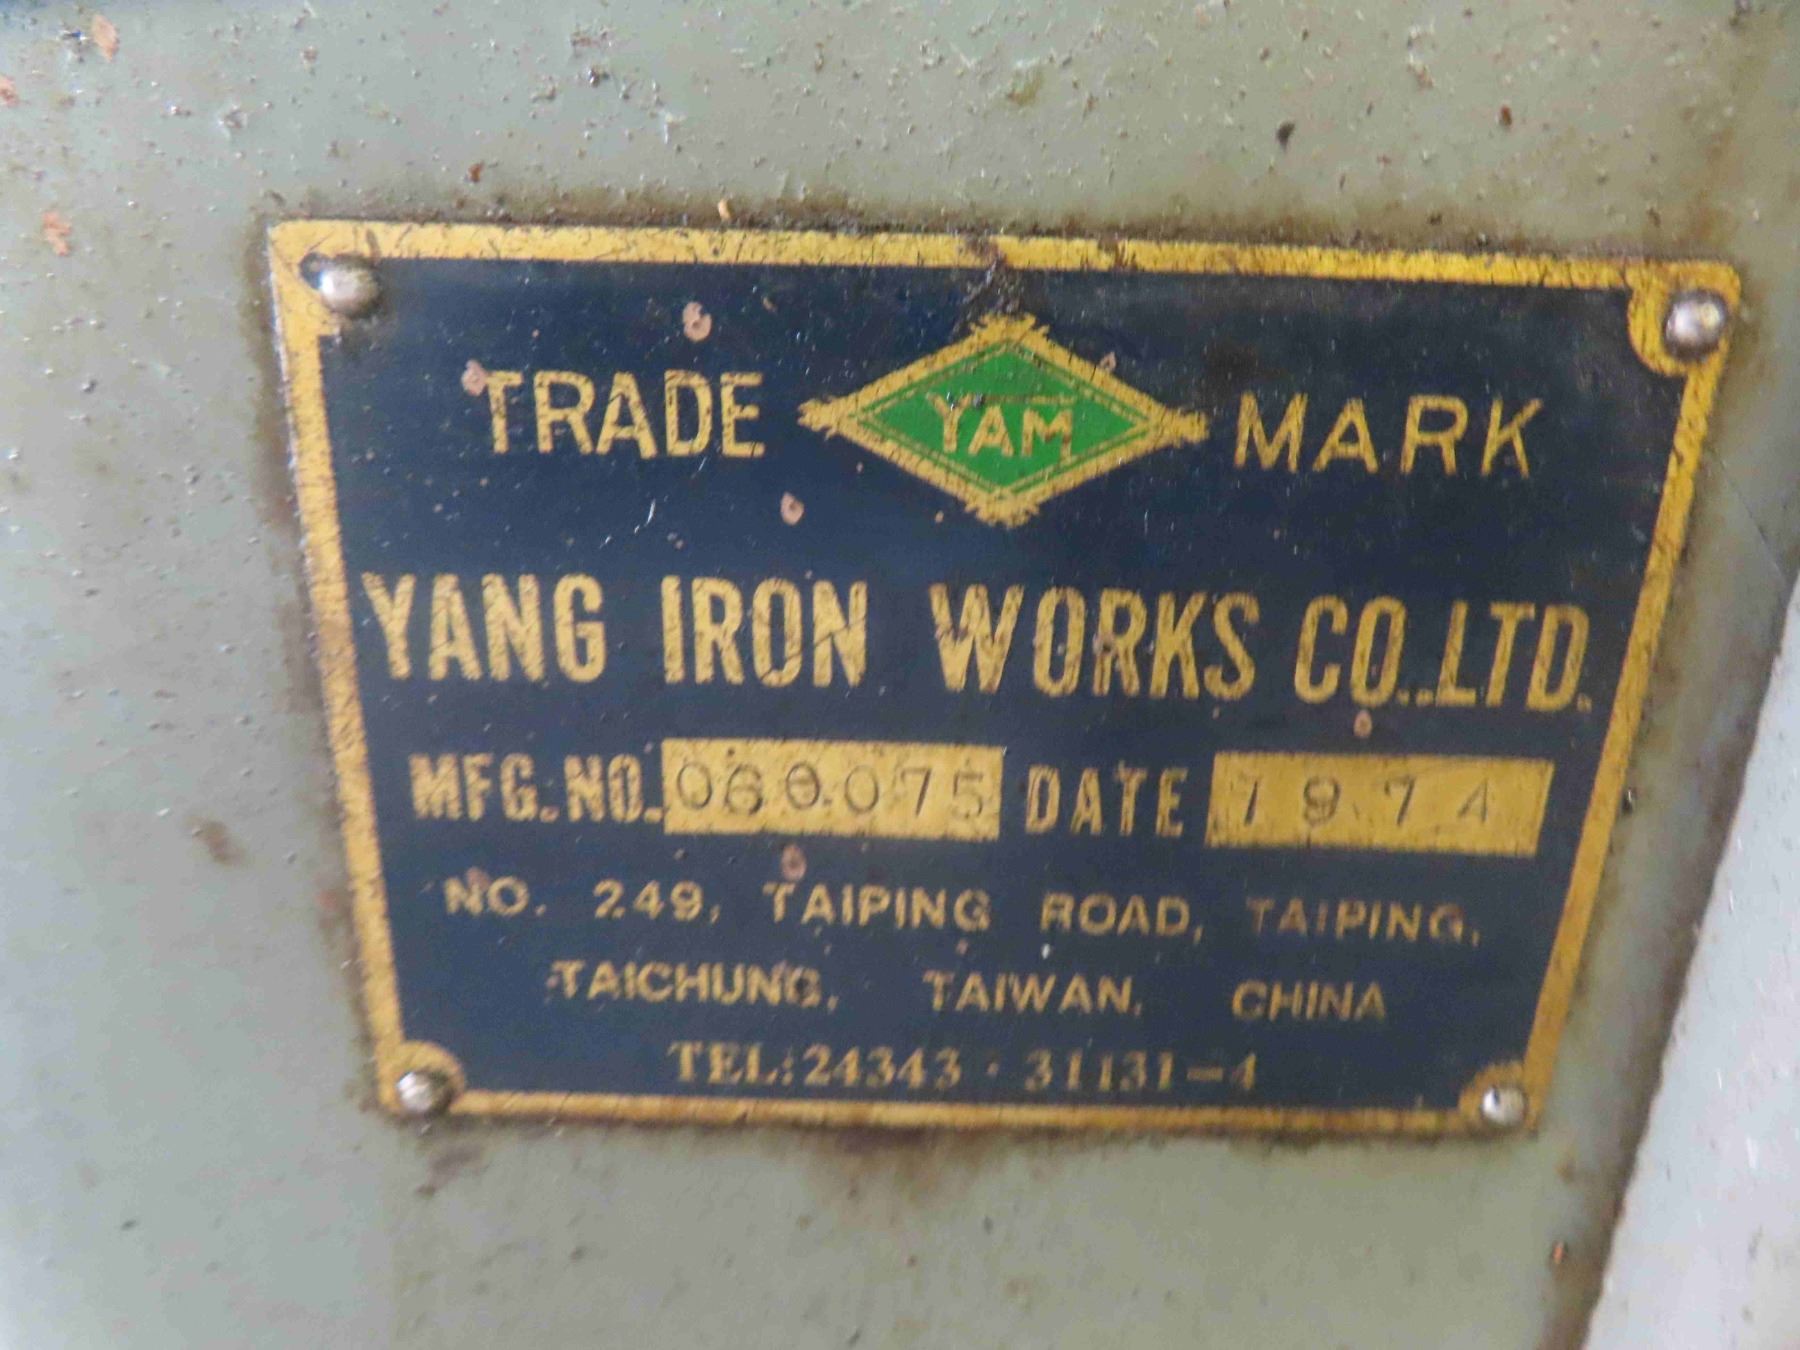 TRADE YAM MARK
YANG IRON WORKS CO.,LTD.
MFG.NO. 060075 DATE 1974
NO. 249, TAIPING ROAD, TAIPING,
TAICHUNG, TAIWAN, CHINA
TEL:24343·31131-4